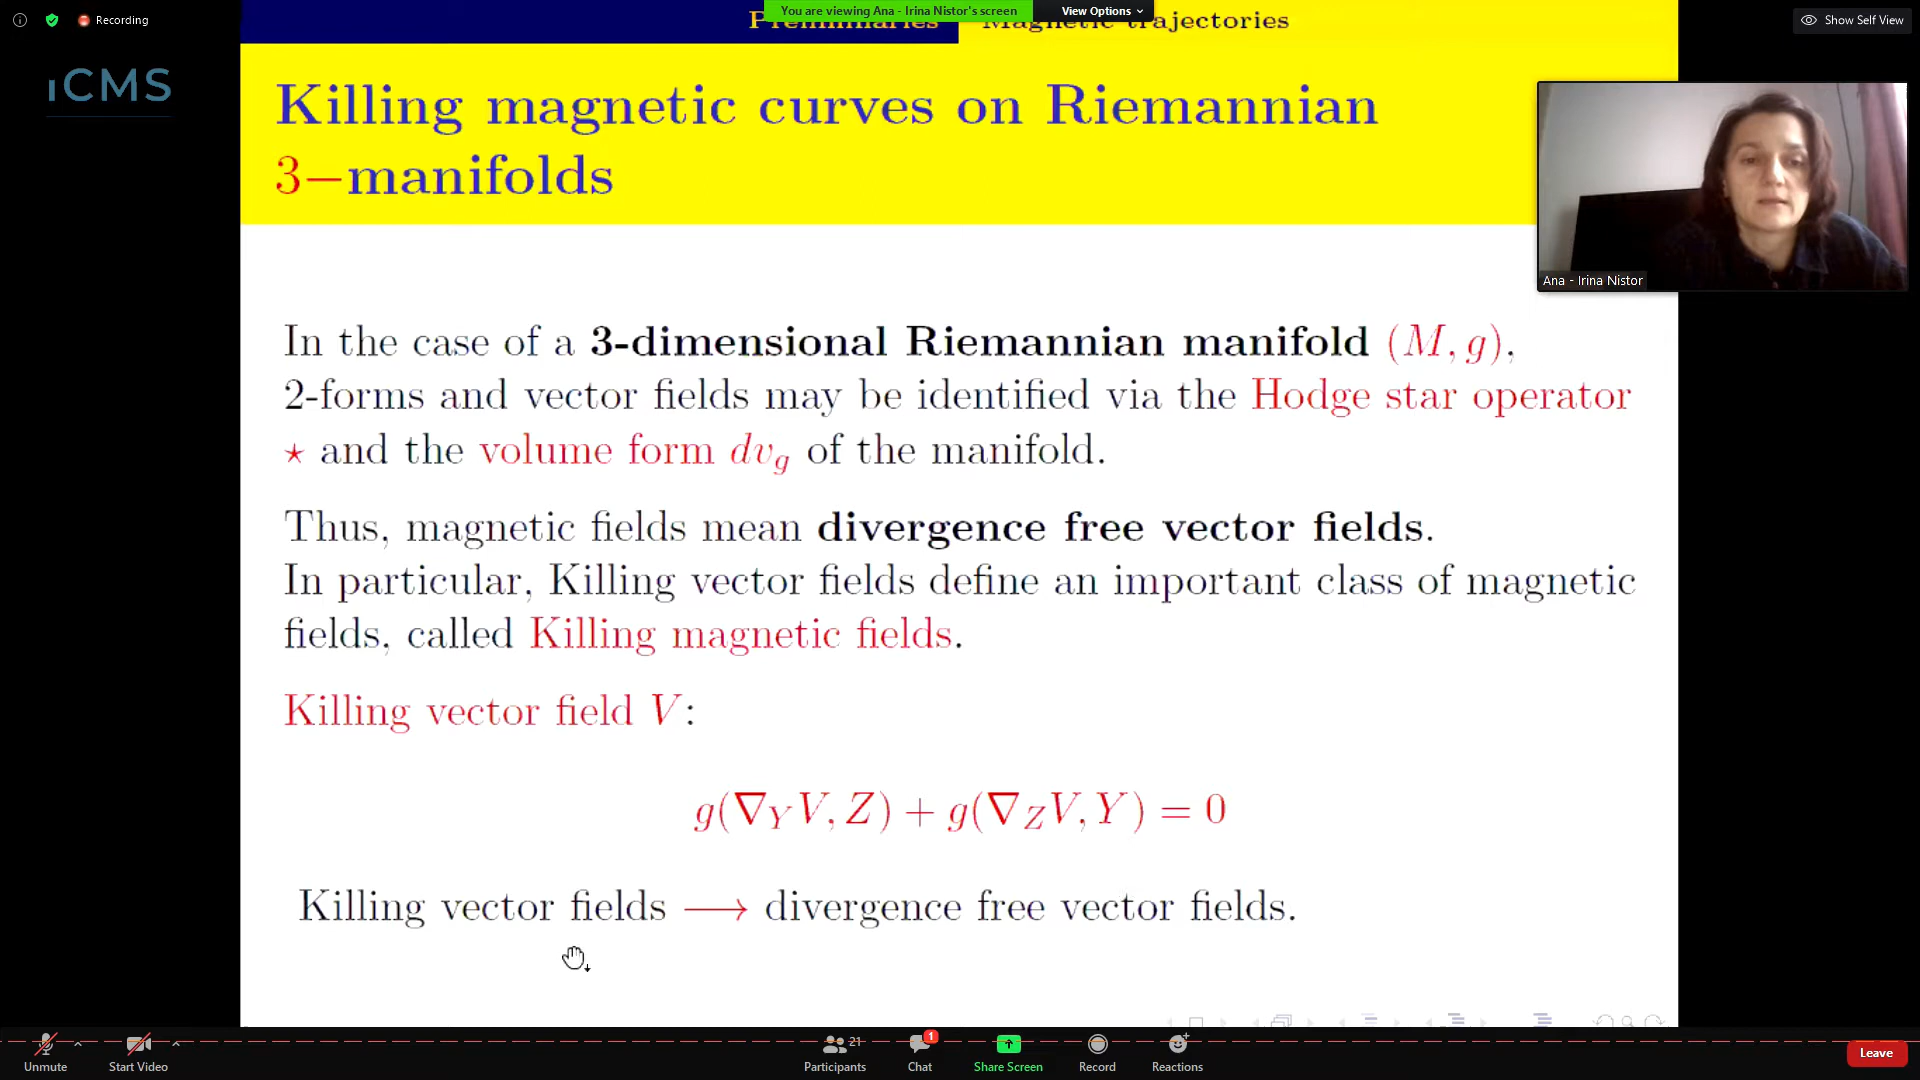 Recording
You are viewing Ana - Irina Nistor's screen
View Options
Show Self View
Preliminaries
Magnetic trajectories
iCMS
Killing magnetic curves on Riemannian
3−manifolds
Ana - Irina Nistor
In the case of a 3-dimensional Riemannian manifold (M, g),
2-forms and vector fields may be identified via the Hodge star operator
⋆ and the volume form dv_g of the manifold.
Thus, magnetic fields mean divergence free vector fields.
In particular, Killing vector fields define an important class of magnetic
fields, called Killing magnetic fields.
Killing vector field V:
g(∇_Y V, Z) + g(∇_Z V, Y) = 0
Killing vector fields ⟶ divergence free vector fields.
Unmute
Start Video
Participants
21
Chat
1
Share Screen
Record
Reactions
Leave